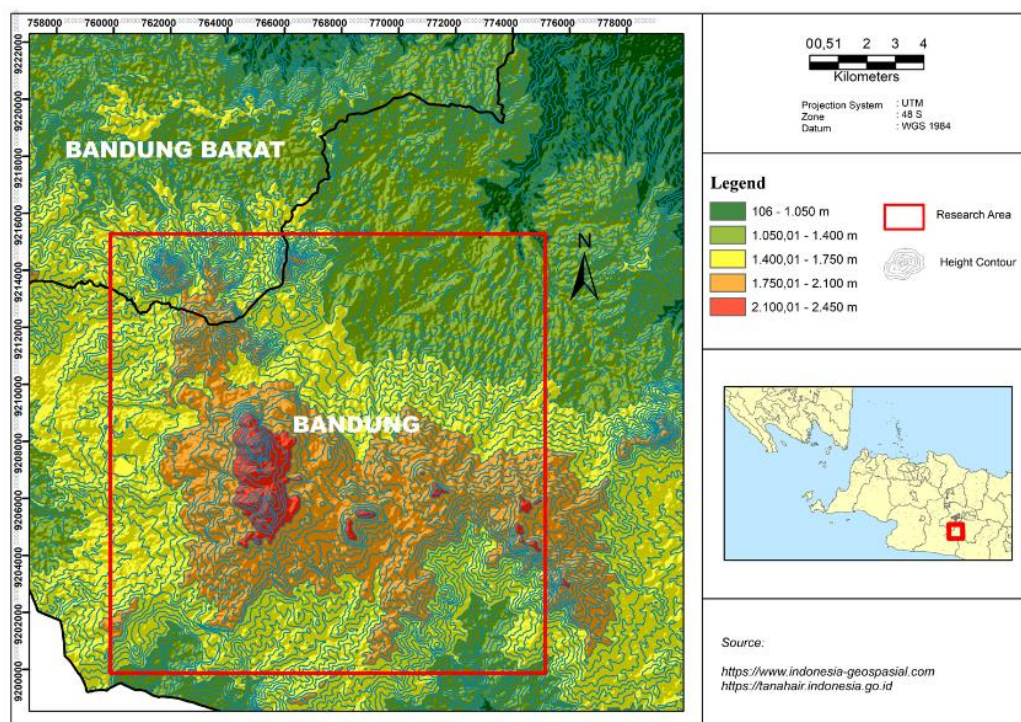 758000 760000 762000 764000 766000 768000 770000 772000 774000 776000 778000
9222000
9220000
9218000
9216000
9214000
9212000
9210000
9208000
9206000
9204000
9202000
9200000
BANDUNG BARAT
N
BANDUNG
00,51 2 3 4
Kilometers
Projection System : UTM
Zone : 48 S
Datum : WGS 1984
Legend
106 - 1.050 m
1.050,01 - 1.400 m
1.400,01 - 1.750 m
1.750,01 - 2.100 m
2.100,01 - 2.450 m
Research Area
Height Contour
Source:
https://www.indonesia-geospasial.com
https://tanahair.indonesia.go.id